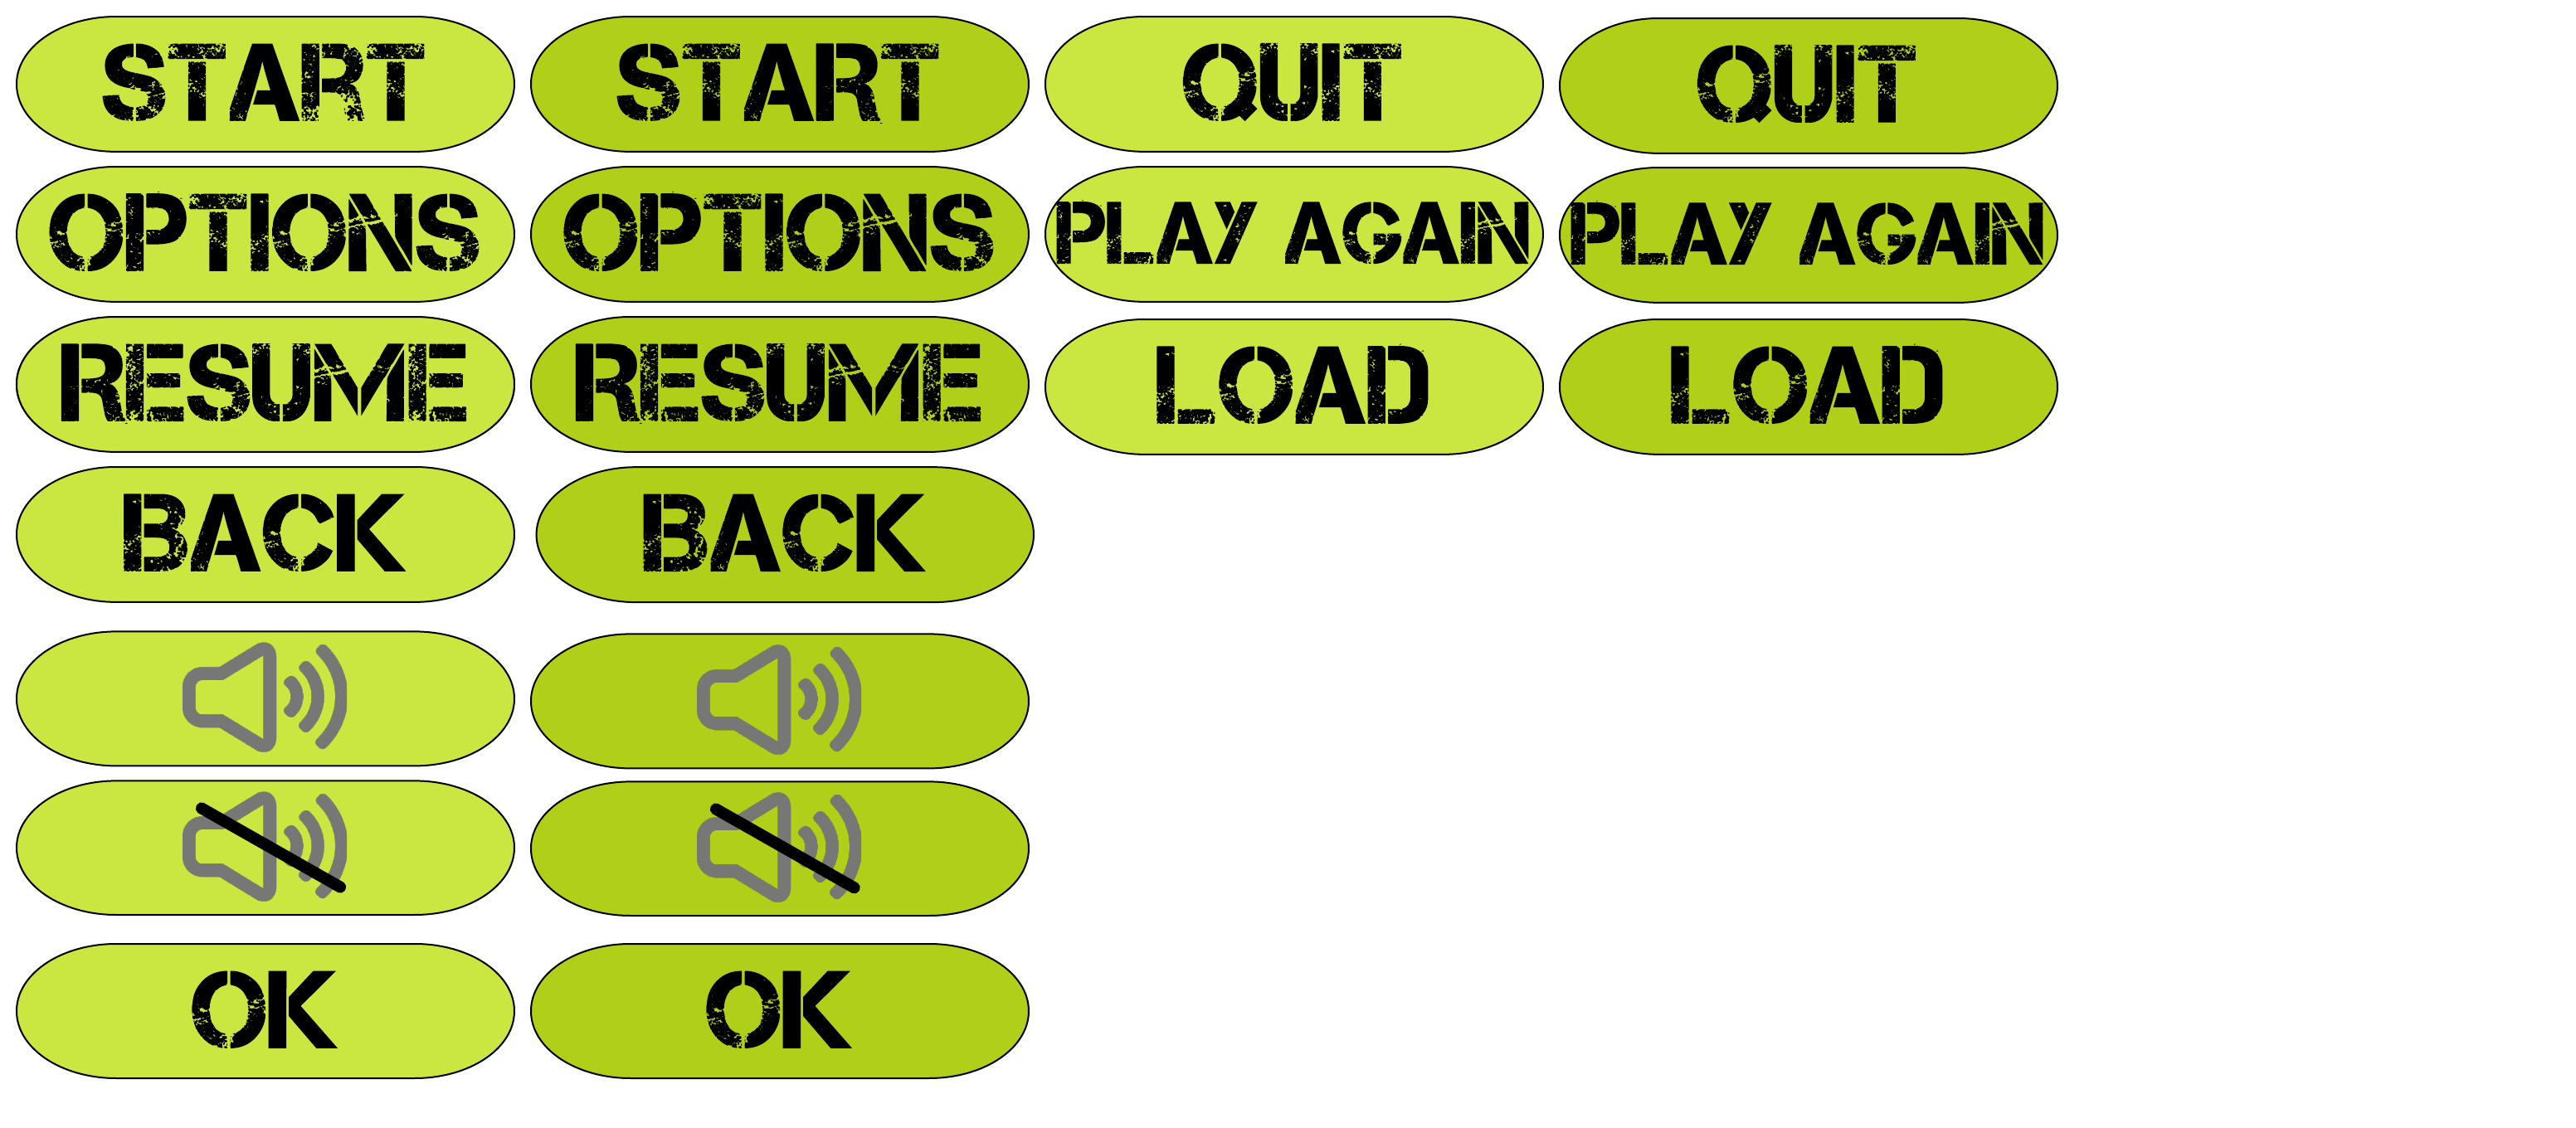 START START QUIT QUIT
OPTIONS OPTIONS PLAY AGAIN PLAY AGAIN
RESUME RESUME LOAD LOAD
BACK BACK
OK OK